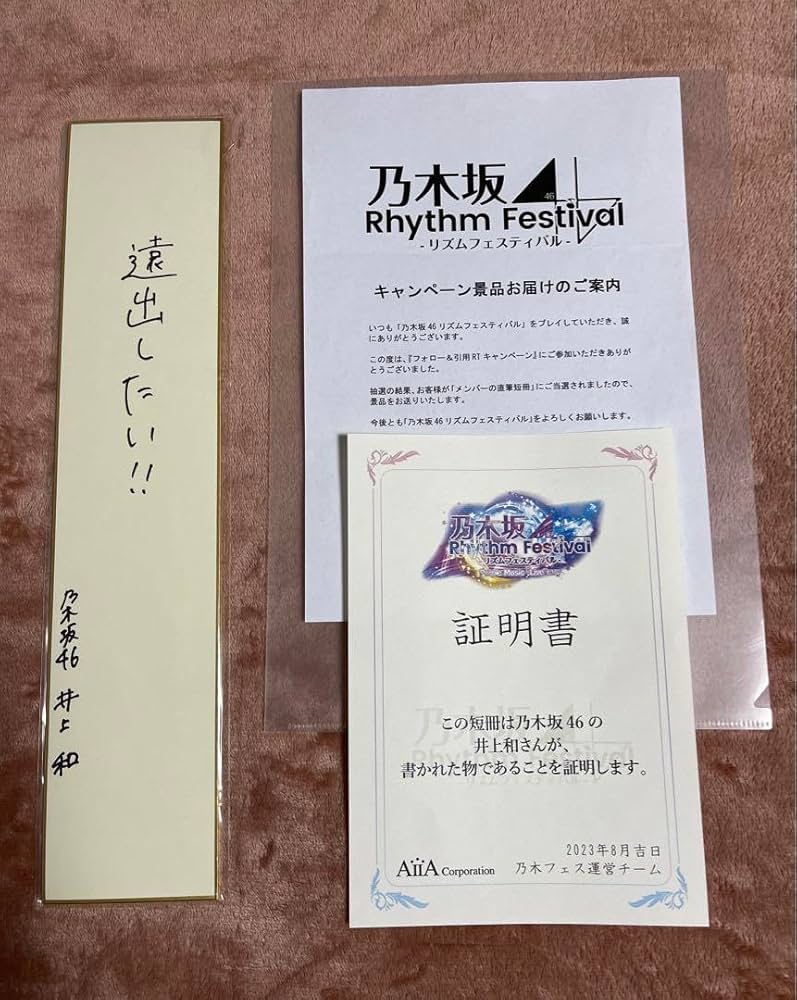 遠出したい!!
乃木坂46 井上 和
乃木坂46
Rhythm Festival
-リズムフェスティバル-
キャンペーン景品お届けのご案内
いつも「乃木坂46リズムフェスティバル」をプレイしていただき、誠
にありがとうございます。
この度は、『フォロー&引用RTキャンペーン』にご参加いただきありが
とうございました。
抽選の結果、お客様が「メンバーの直筆短冊」にご当選されましたので、
景品をお送りいたします。
今後とも「乃木坂46リズムフェスティバル」をよろしくお願いします。
乃木坂
Rhythm Festival
リズムフェスティバル
証明書
この短冊は乃木坂46の
井上和さんが、
書かれた物であることを証明します。
2023年8月吉日
AiiA Corporation 乃木フェス運営チーム